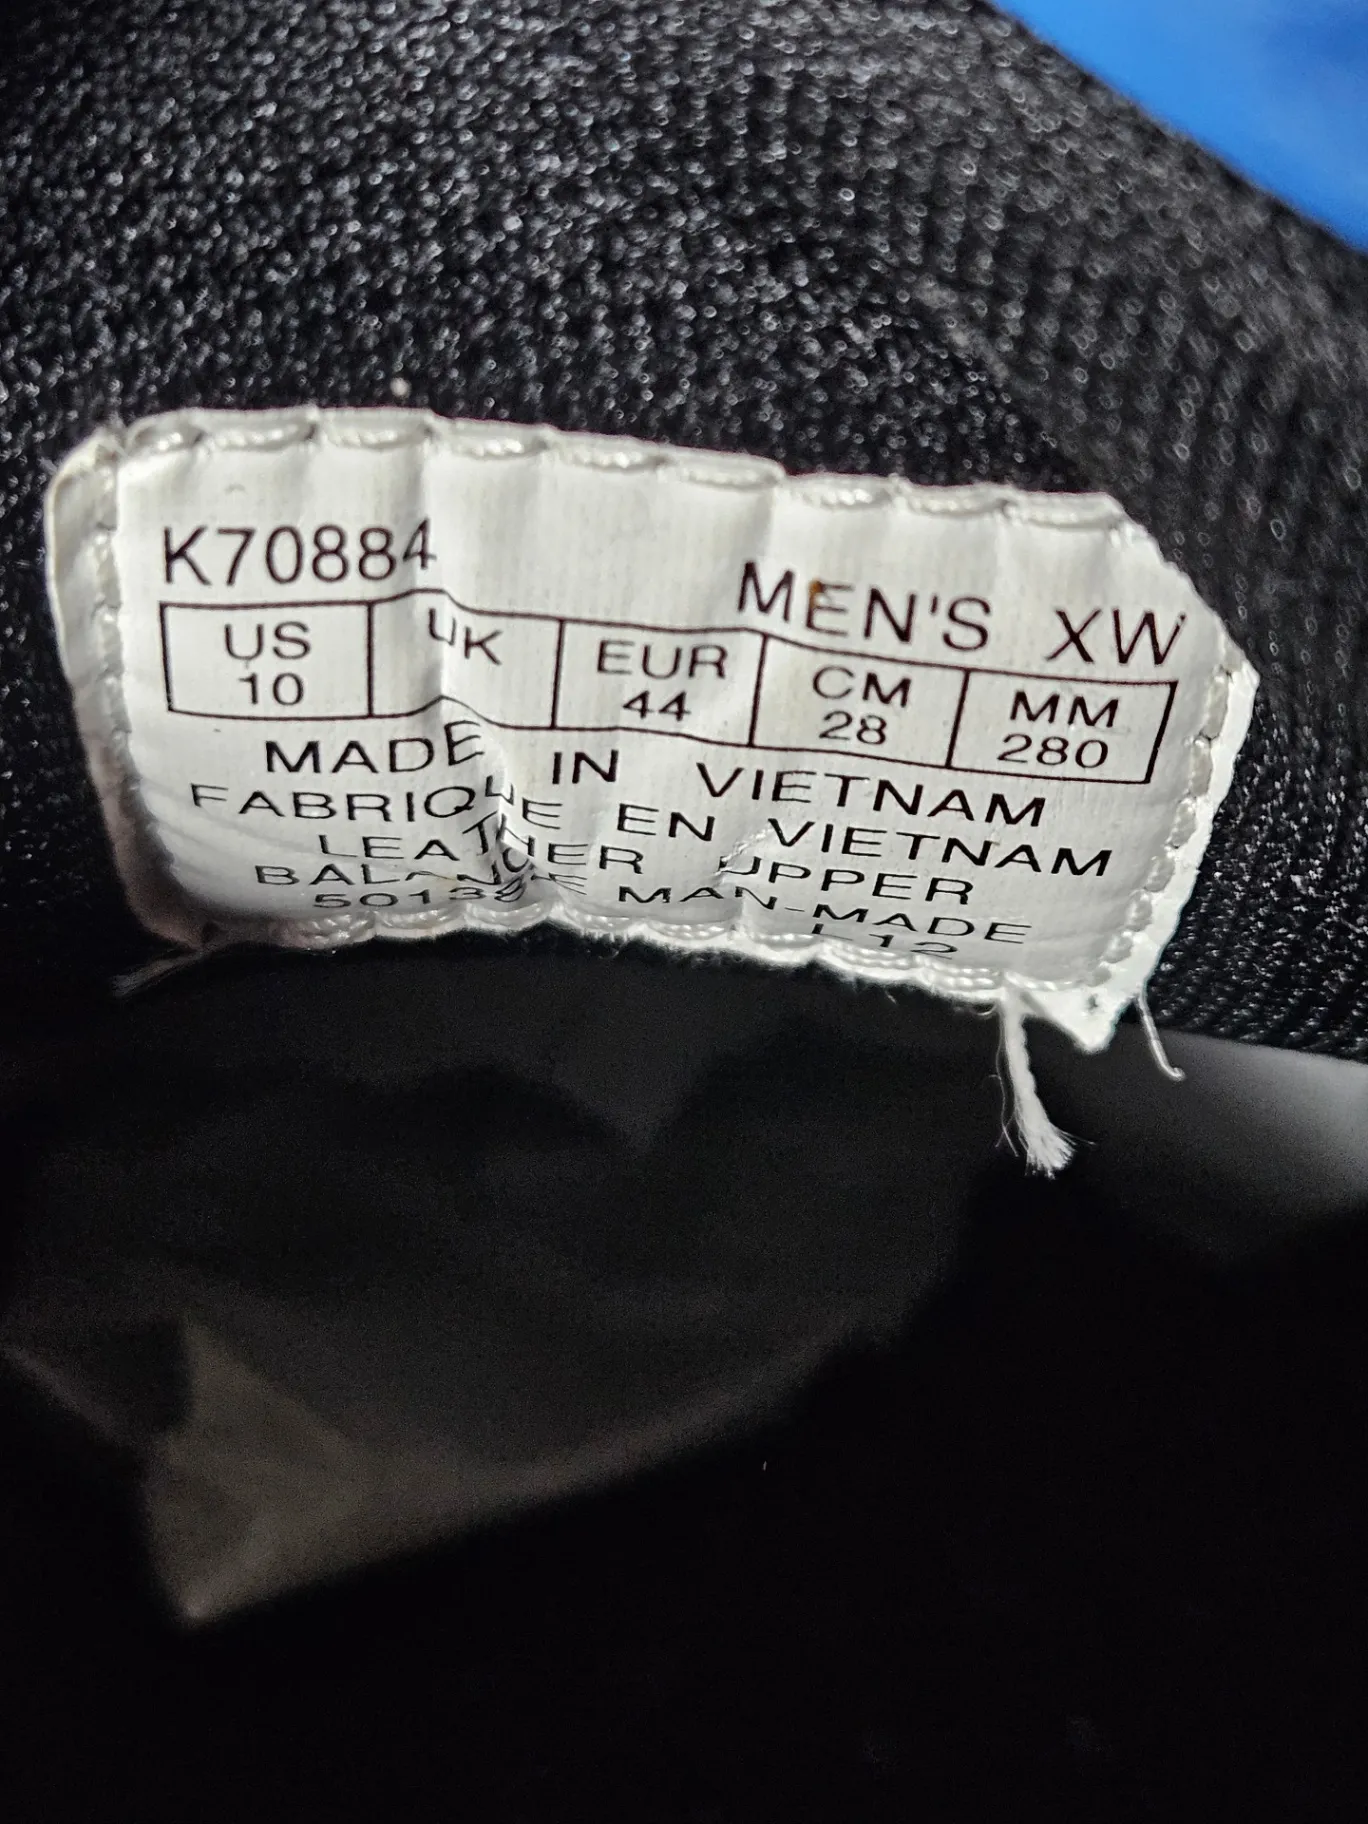 K70884
MEN'S XW
US UK EUR CM MM
10 44 28 280
MADE IN VIETNAM
FABRIQUE EN VIETNAM
LEATHER UPPER
BALANCE MAN-MADE